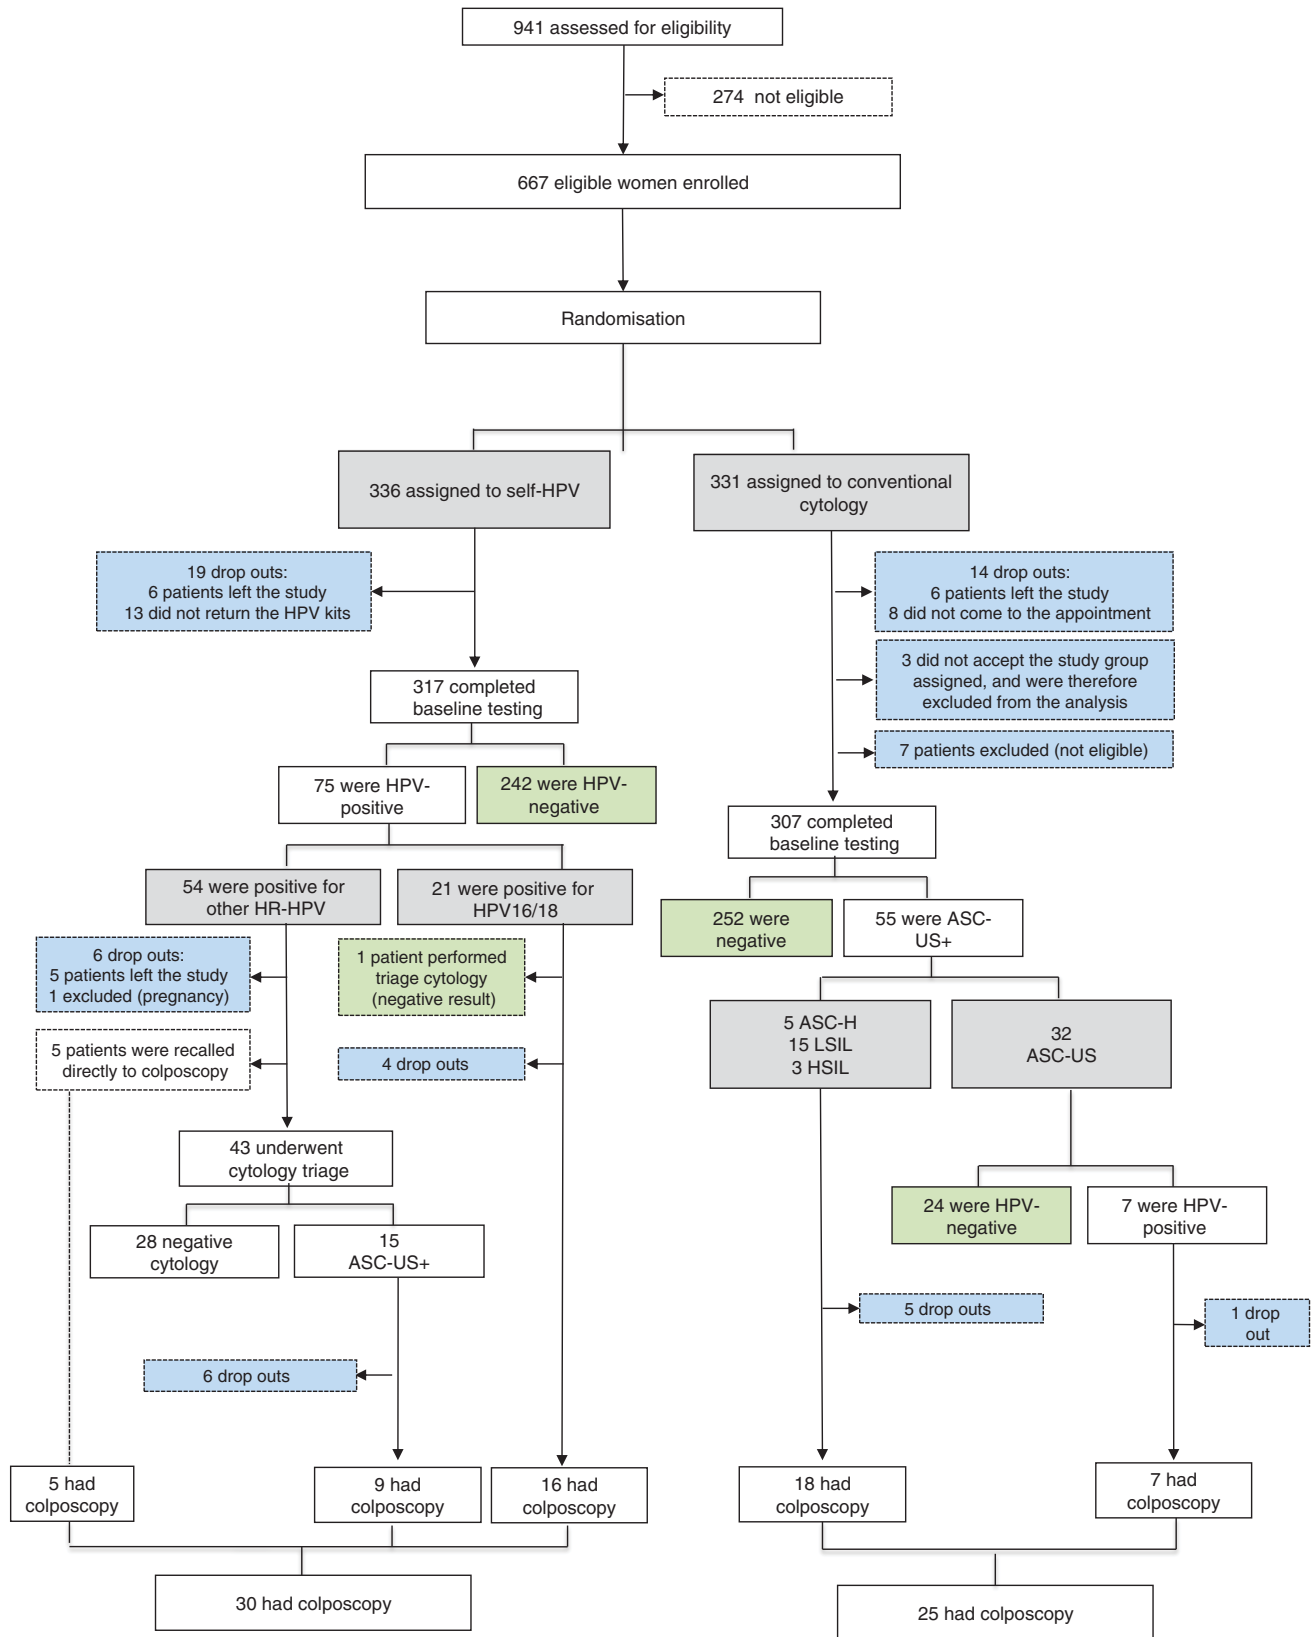 941 assessed for eligibility
274 not eligible
667 eligible women enrolled
Randomisation
336 assigned to self-HPV
331 assigned to conventional
cytology
19 drop outs:
6 patients left the study
13 did not return the HPV kits
14 drop outs:
6 patients left the study
8 did not come to the appointment
3 did not accept the study group
assigned, and were therefore
excluded from the analysis
7 patients excluded (not eligible)
317 completed
baseline testing
75 were HPV-
positive
242 were HPV-
negative
307 completed
baseline testing
54 were positive for
other HR-HPV
21 were positive for
HPV16/18
252 were
negative
55 were ASC-
US+
6 drop outs:
5 patients left the study
1 excluded (pregnancy)
1 patient performed
triage cytology
(negative result)
5 patients were recalled
directly to colposcopy
4 drop outs
5 ASC-H
15 LSIL
3 HSIL
32
ASC-US
43 underwent
cytology triage
28 negative
cytology
15
ASC-US+
24 were HPV-
negative
7 were HPV-
positive
5 drop outs
1 drop
out
6 drop outs
5 had
colposcopy
9 had
colposcopy
16 had
colposcopy
18 had
colposcopy
7 had
colposcopy
30 had colposcopy
25 had colposcopy